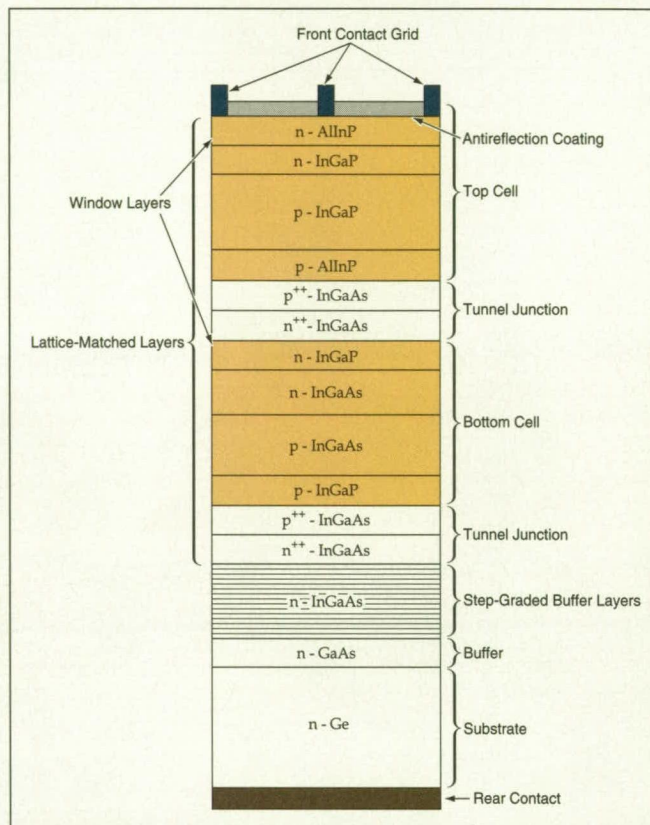 Front Contact Grid
n - AlInP
Antireflection Coating
n - InGaP
Top Cell
Window Layers
p - InGaP
p - AlInP
p++ - InGaAs
Tunnel Junction
n++ - InGaAs
Lattice-Matched Layers
n - InGaP
n - InGaAs
Bottom Cell
p - InGaAs
p - InGaP
p++ - InGaAs
Tunnel Junction
n++ - InGaAs
n - InGaAs
Step-Graded Buffer Layers
n - GaAs
Buffer
n - Ge
Substrate
Rear Contact